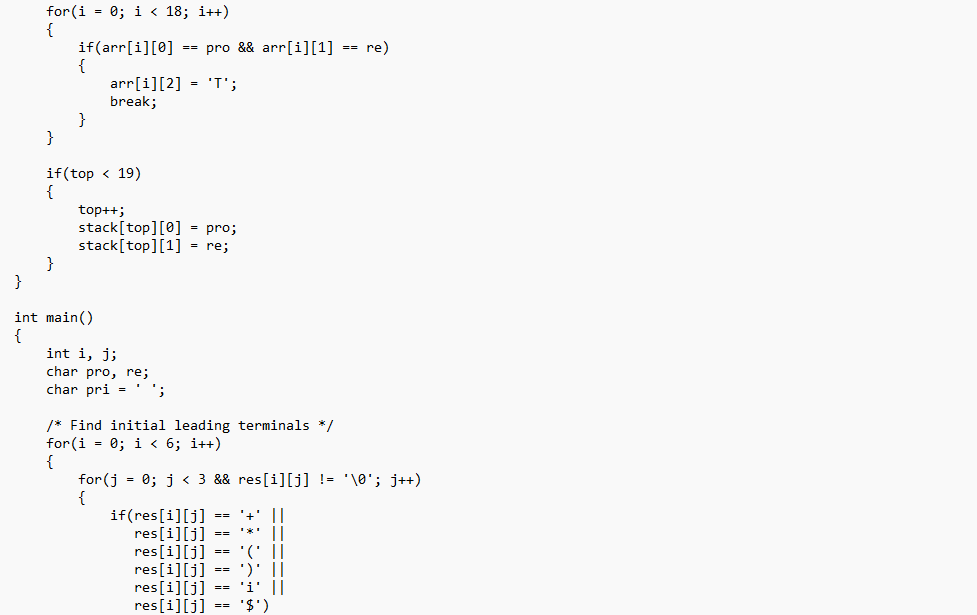 for(i = 0; i < 18; i++)
{
if(arr[i][0] == pro && arr[i][1] == re)
{
arr[i][2] = 'T';
break;
}
}
if(top < 19)
{
top++;
stack[top][0] = pro;
stack[top][1] = re;
}
}
int main()
{
int i, j;
char pro, re;
char pri = ' ';
/* Find initial leading terminals */
for(i = 0; i < 6; i++)
{
for(j = 0; j < 3 && res[i][j] != '\0'; j++)
{
if(res[i][j] == '+' ||
res[i][j] == '*' ||
res[i][j] == '(' ||
res[i][j] == ')' ||
res[i][j] == 'i' ||
res[i][j] == '$')